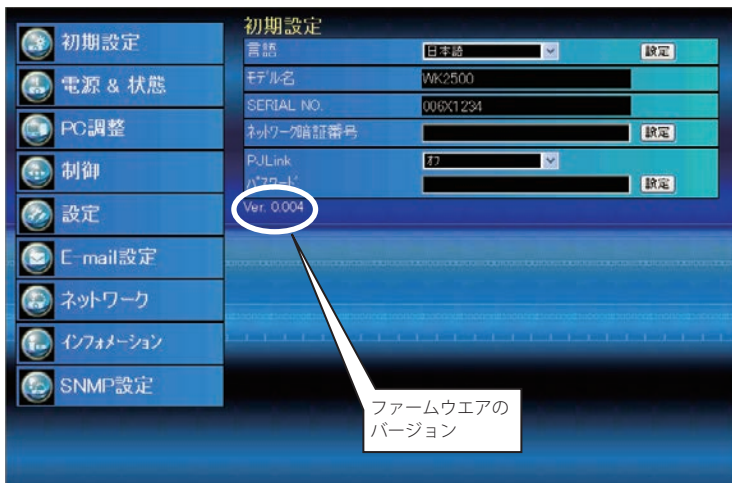 初期設定
電源 & 状態
PC調整
制御
設定
E-mail設定
ネットワーク
インフォメーション
SNMP設定
初期設定
言語 日本語 設定
モデル名 WK2500
SERIAL NO. 006X1234
ネットワーク暗証番号 設定
PJLink オフ
パスワード 設定
Ver. 0.004
ファームウエアの
バージョン